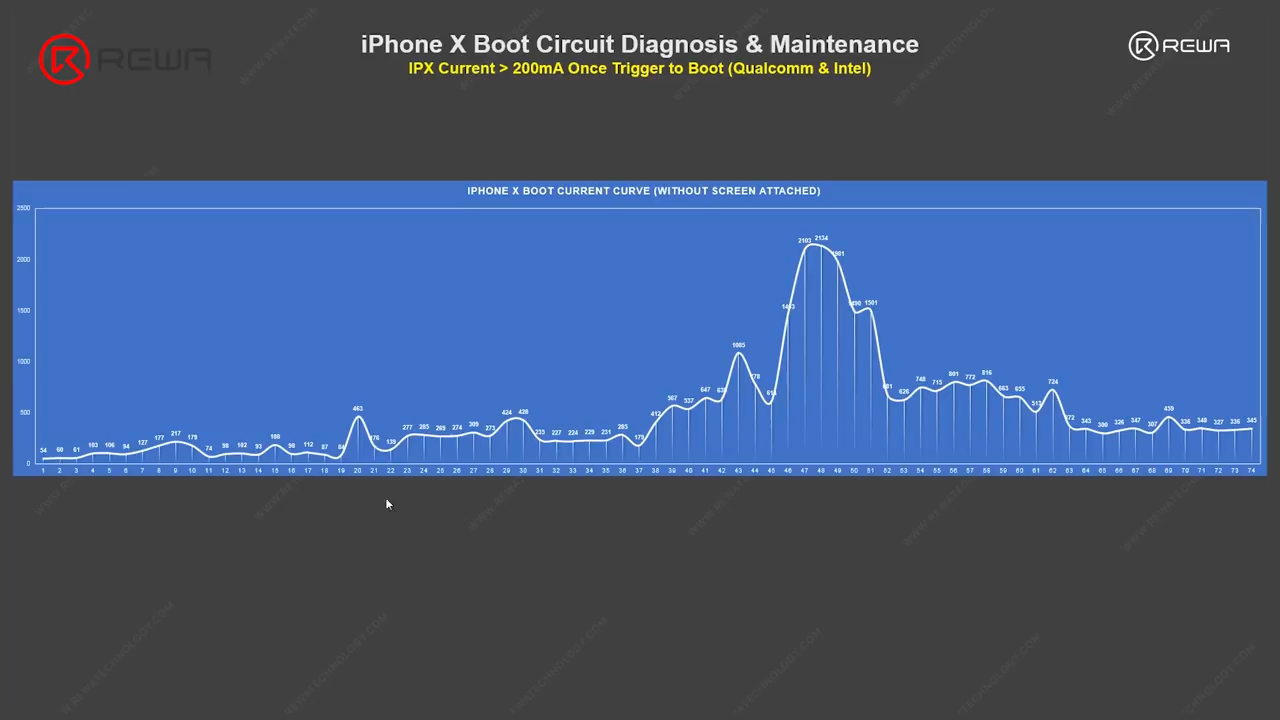 iPhone X Boot Circuit Diagnosis & Maintenance
REWA
REWA
IPX Current > 200mA Once Trigger to Boot (Qualcomm & Intel)
IPHONE X BOOT CURRENT CURVE (WITHOUT SCREEN ATTACHED)
2500
2000
1500
1000
500
0
54 60 61 103 106 94 127 177 217 179 74 98 102 93 188 98 112 87 84 463 176 139 277 285 269 274 309 273 424 428 235 227 224 229 231 285 179 412 567 537 647 1085 2103 2134 1501 626 748 715 801 772 816 663 655 513 724 343 300 326 347 307 459 336 349 327 336 345
1 2 3 4 5 6 7 8 9 10 11 12 13 14 15 16 17 18 19 20 21 22 23 24 25 26 27 28 29 30 31 32 33 34 35 36 37 38 39 40 41 42 43 44 45 46 47 48 49 50 51 52 53 54 55 56 57 58 59 60 61 62 63 64 65 66 67 68 69 70 71 72 73 74